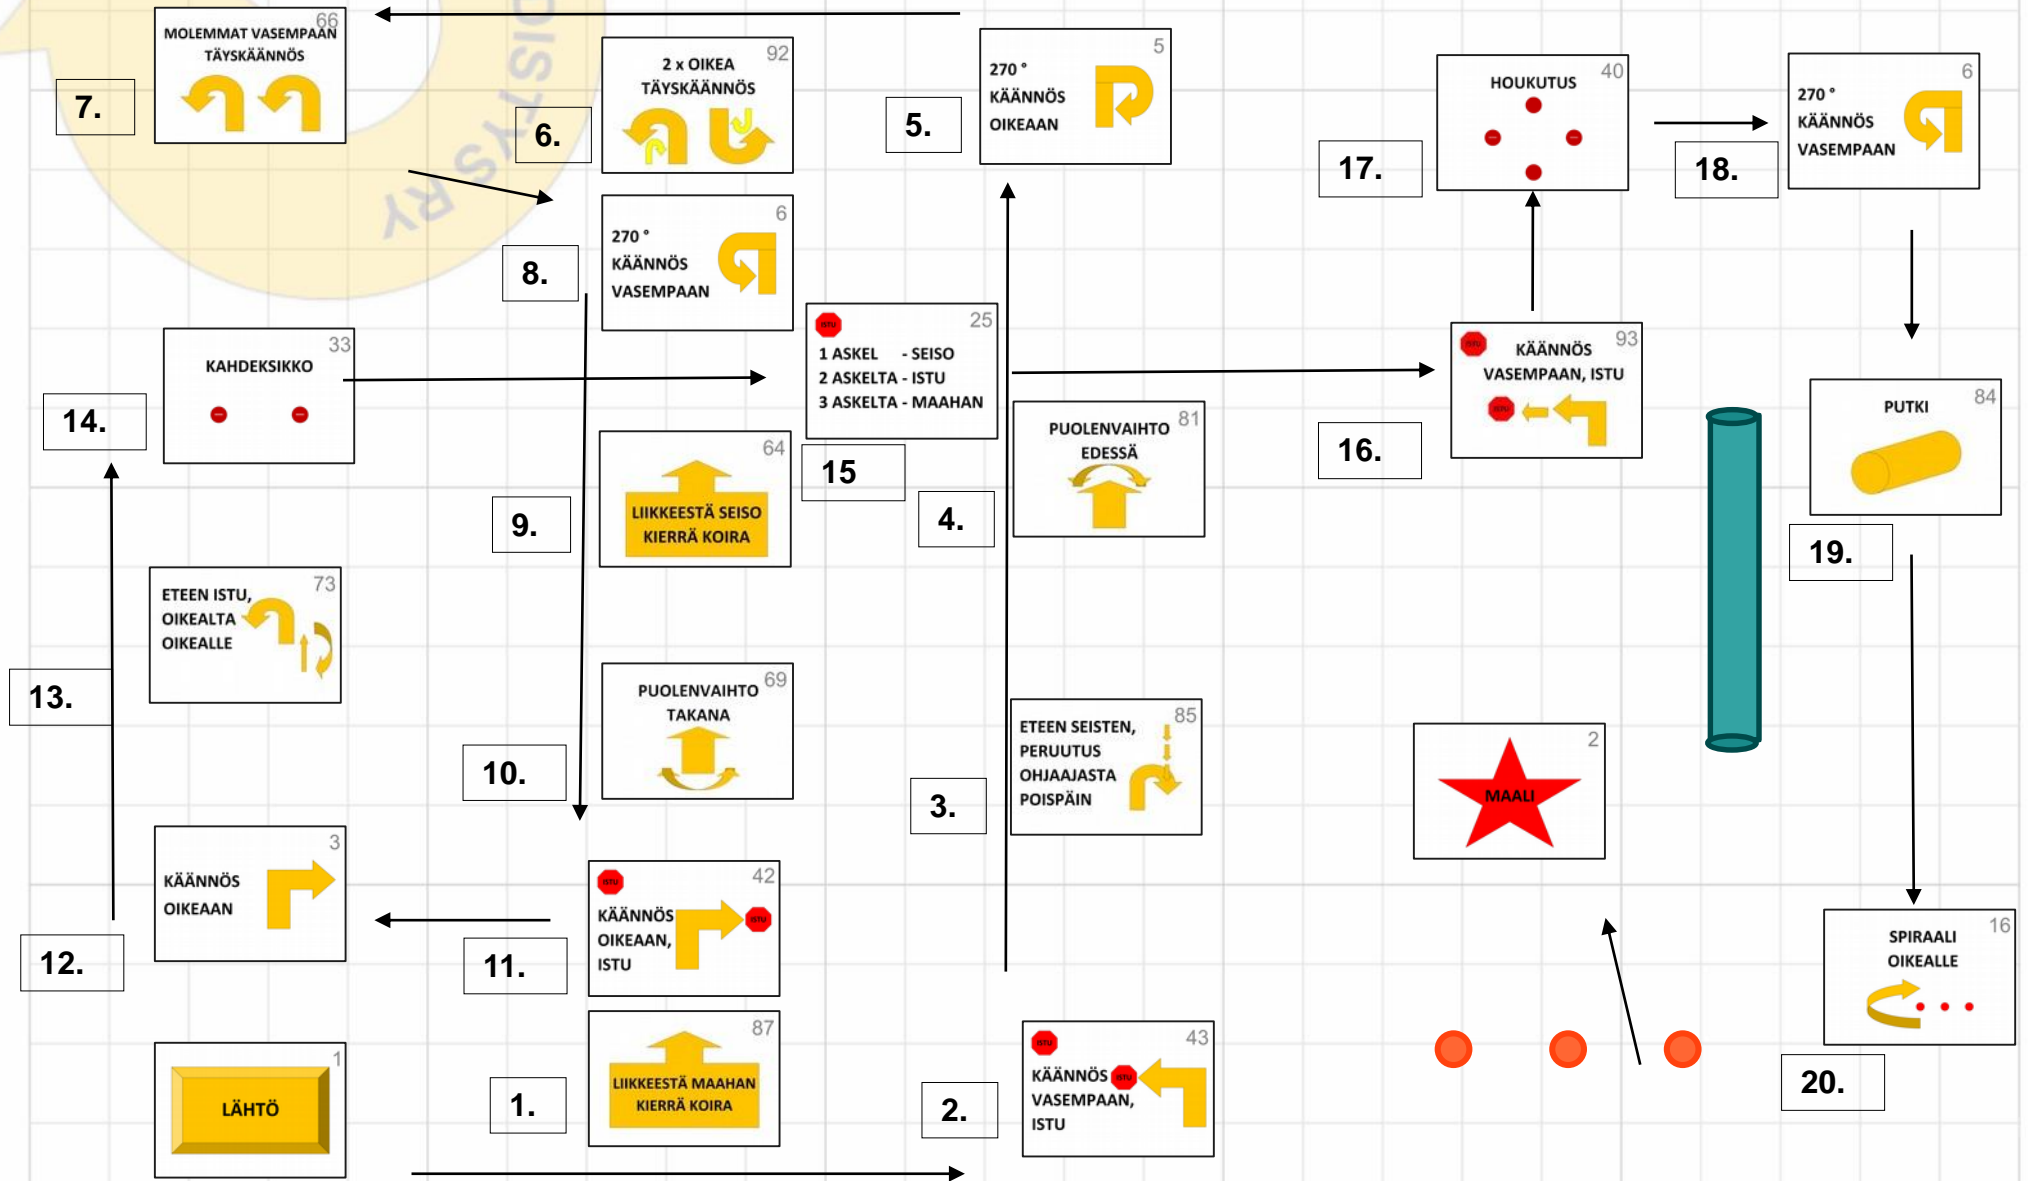 OISTYSRY
66
MOLEMMAT VASEMPAAN
TÄYSKÄÄNNÖS
7.
92
2 x OIKEA
TÄYSKÄÄNNÖS
6.
5
270 °
KÄÄNNÖS
OIKEAAN
5.
40
HOUKUTUS
17.
6
270 °
KÄÄNNÖS
VASEMPAAN
18.
6
270 °
KÄÄNNÖS
VASEMPAAN
8.
33
KAHDEKSIKKO
14.
ISTU
25
1 ASKEL - SEISO
2 ASKELTA - ISTU
3 ASKELTA - MAAHAN
15
ISTU
93
KÄÄNNÖS
VASEMPAAN, ISTU
ISTU
16.
84
PUTKI
19.
64
LIIKKEESTÄ SEISO
KIERRÄ KOIRA
9.
81
PUOLENVAIHTO
EDESSÄ
4.
73
ETEEN ISTU,
OIKEALTA
OIKEALLE
13.
69
PUOLENVAIHTO
TAKANA
10.
85
ETEEN SEISTEN,
PERUUTUS
OHJAAJASTA
POISPÄIN
3.
2
MAALI
3
KÄÄNNÖS
OIKEAAN
12.
ISTU
42
KÄÄNNÖS
OIKEAAN,
ISTU
ISTU
11.
16
SPIRAALI
OIKEALLE
20.
1
LÄHTÖ
87
LIIKKEESTÄ MAAHAN
KIERRÄ KOIRA
1.
ISTU
43
KÄÄNNÖS
ISTU
VASEMPAAN,
ISTU
2.